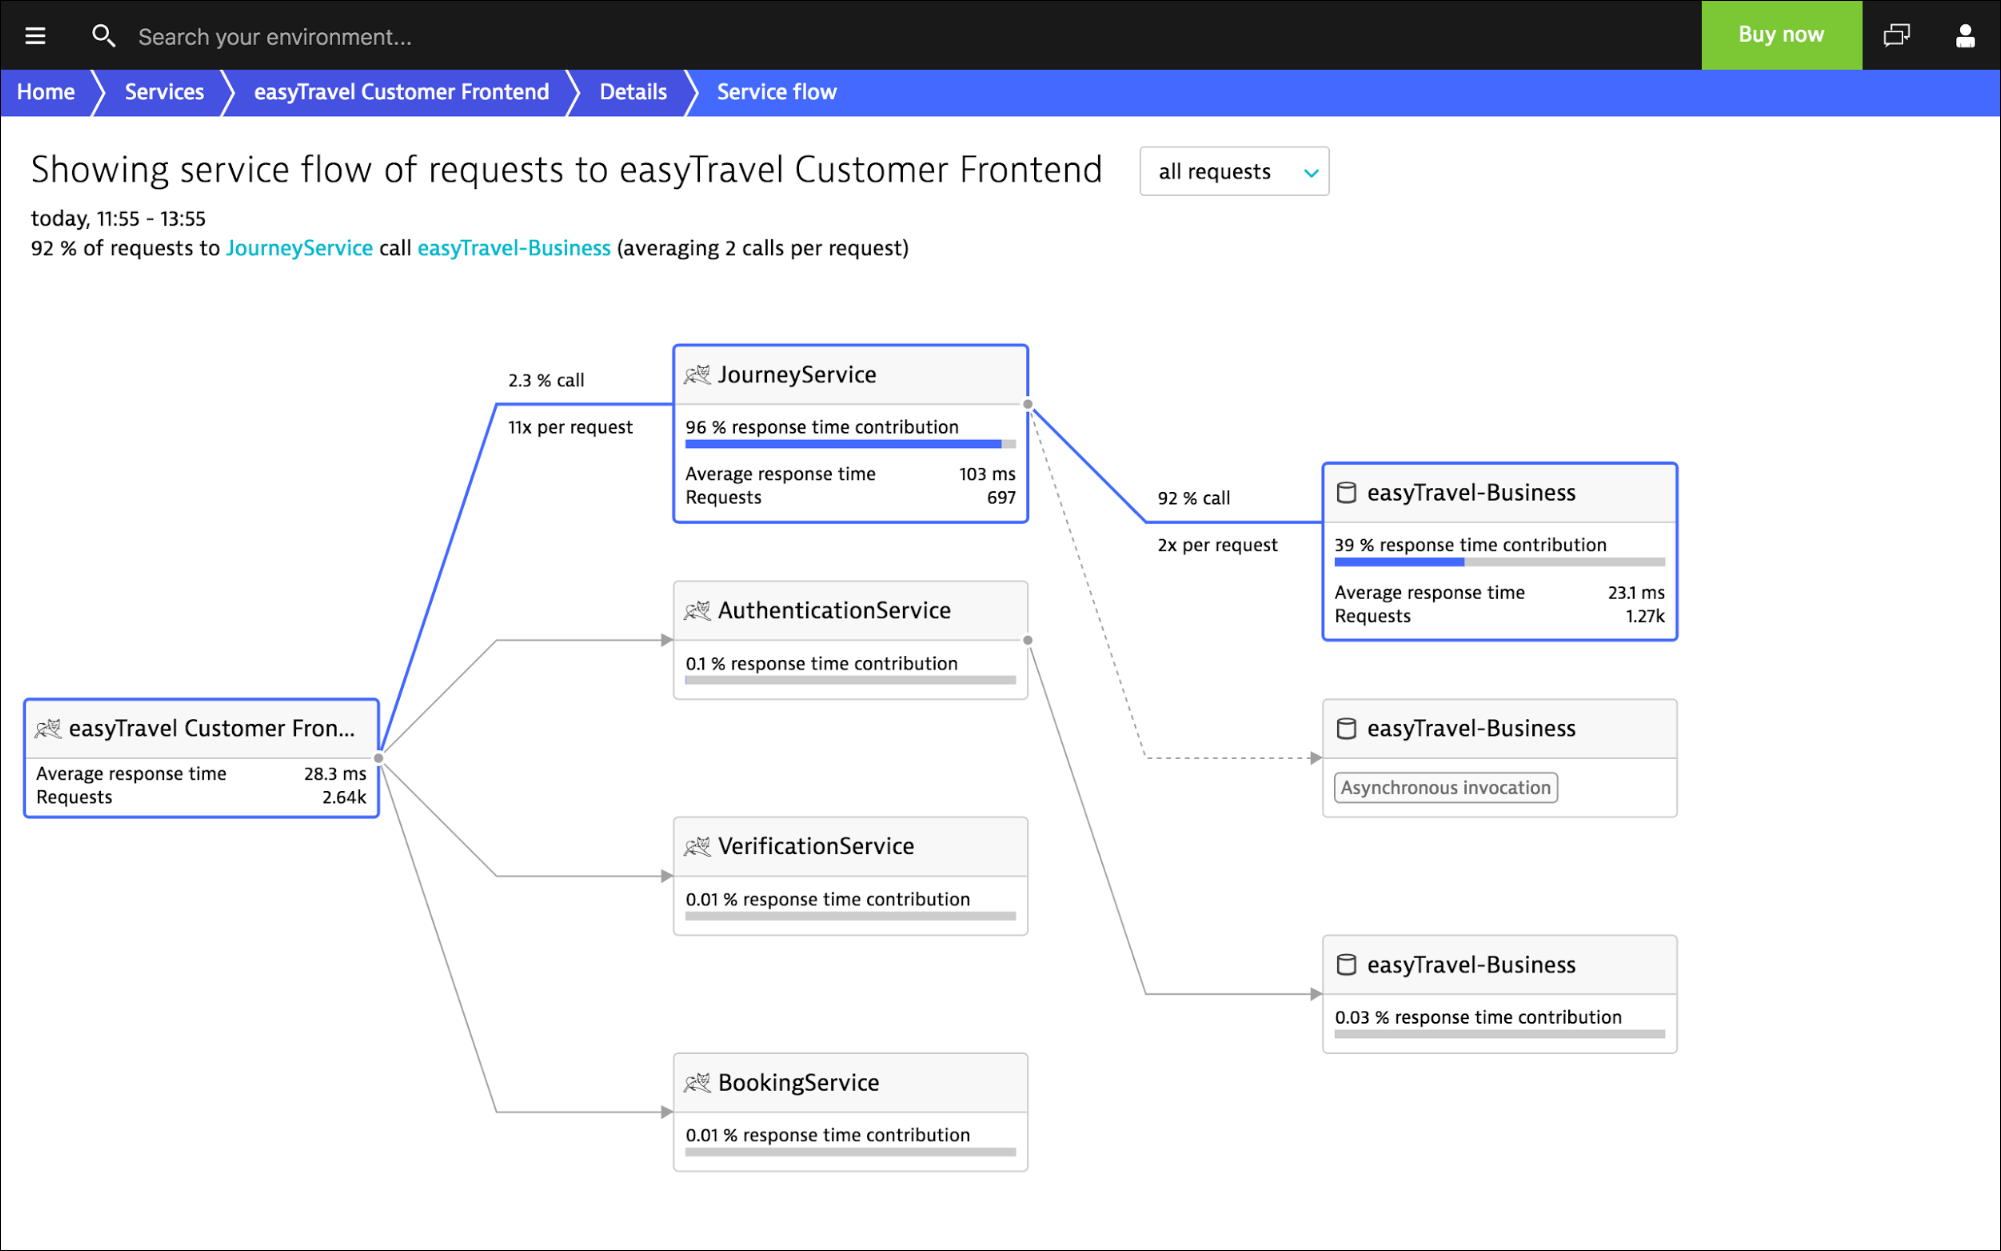 Search your environment...
Buy now
Home
Services
easyTravel Customer Frontend
Details
Service flow
Showing service flow of requests to easyTravel Customer Frontend
all requests
today, 11:55 - 13:55
92 % of requests to JourneyService call easyTravel-Business (averaging 2 calls per request)
easyTravel Customer Fron...
Average response time 28.3 ms
Requests 2.64k
2.3 % call
11x per request
JourneyService
96 % response time contribution
Average response time 103 ms
Requests 697
AuthenticationService
0.1 % response time contribution
VerificationService
0.01 % response time contribution
BookingService
0.01 % response time contribution
92 % call
2x per request
easyTravel-Business
39 % response time contribution
Average response time 23.1 ms
Requests 1.27k
easyTravel-Business
Asynchronous invocation
easyTravel-Business
0.03 % response time contribution